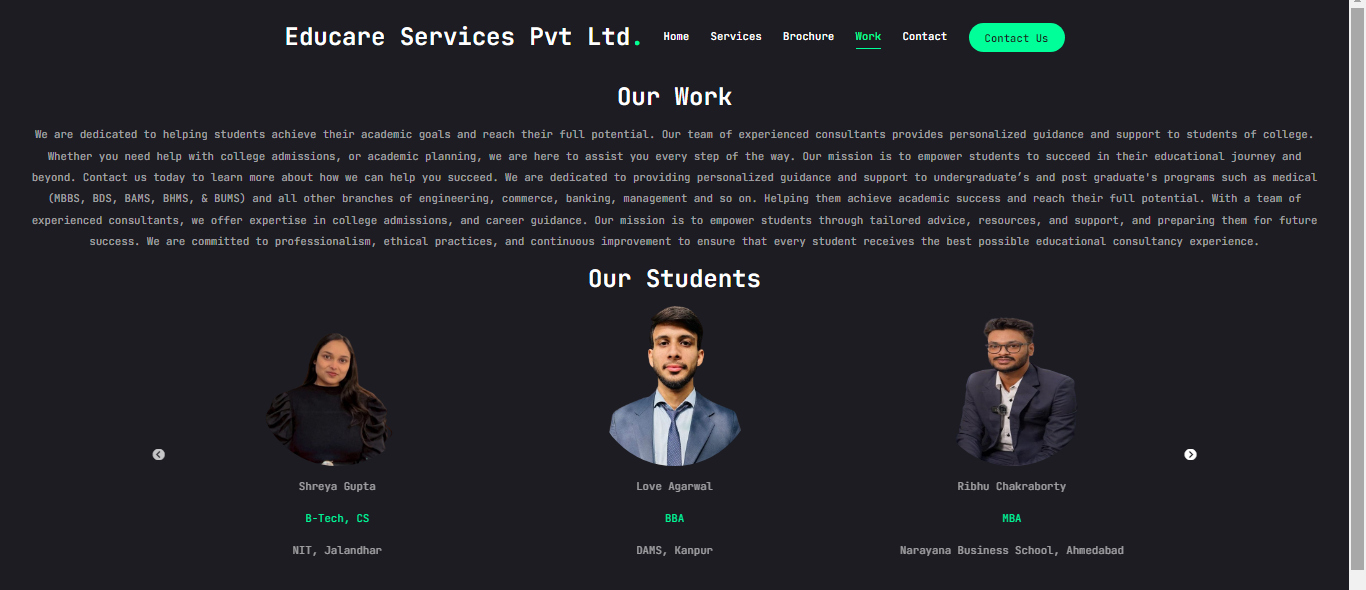 Educare Services Pvt Ltd. Home Services Brochure Work Contact Contact Us
Our Work
We are dedicated to helping students achieve their academic goals and reach their full potential. Our team of experienced consultants provides personalized guidance and support to students of college.
Whether you need help with college admissions, or academic planning, we are here to assist you every step of the way. Our mission is to empower students to succeed in their educational journey and
beyond. Contact us today to learn more about how we can help you succeed. We are dedicated to providing personalized guidance and support to undergraduate’s and post graduate's programs such as medical
(MBBS, BDS, BAMS, BHMS, & BUMS) and all other branches of engineering, commerce, banking, management and so on. Helping them achieve academic success and reach their full potential. With a team of
experienced consultants, we offer expertise in college admissions, and career guidance. Our mission is to empower students through tailored advice, resources, and support, and preparing them for future
success. We are committed to professionalism, ethical practices, and continuous improvement to ensure that every student receives the best possible educational consultancy experience.
Our Students
Shreya Gupta
B-Tech, CS
NIT, Jalandhar
Love Agarwal
BBA
DAMS, Kanpur
Ribhu Chakraborty
MBA
Narayana Business School, Ahmedabad